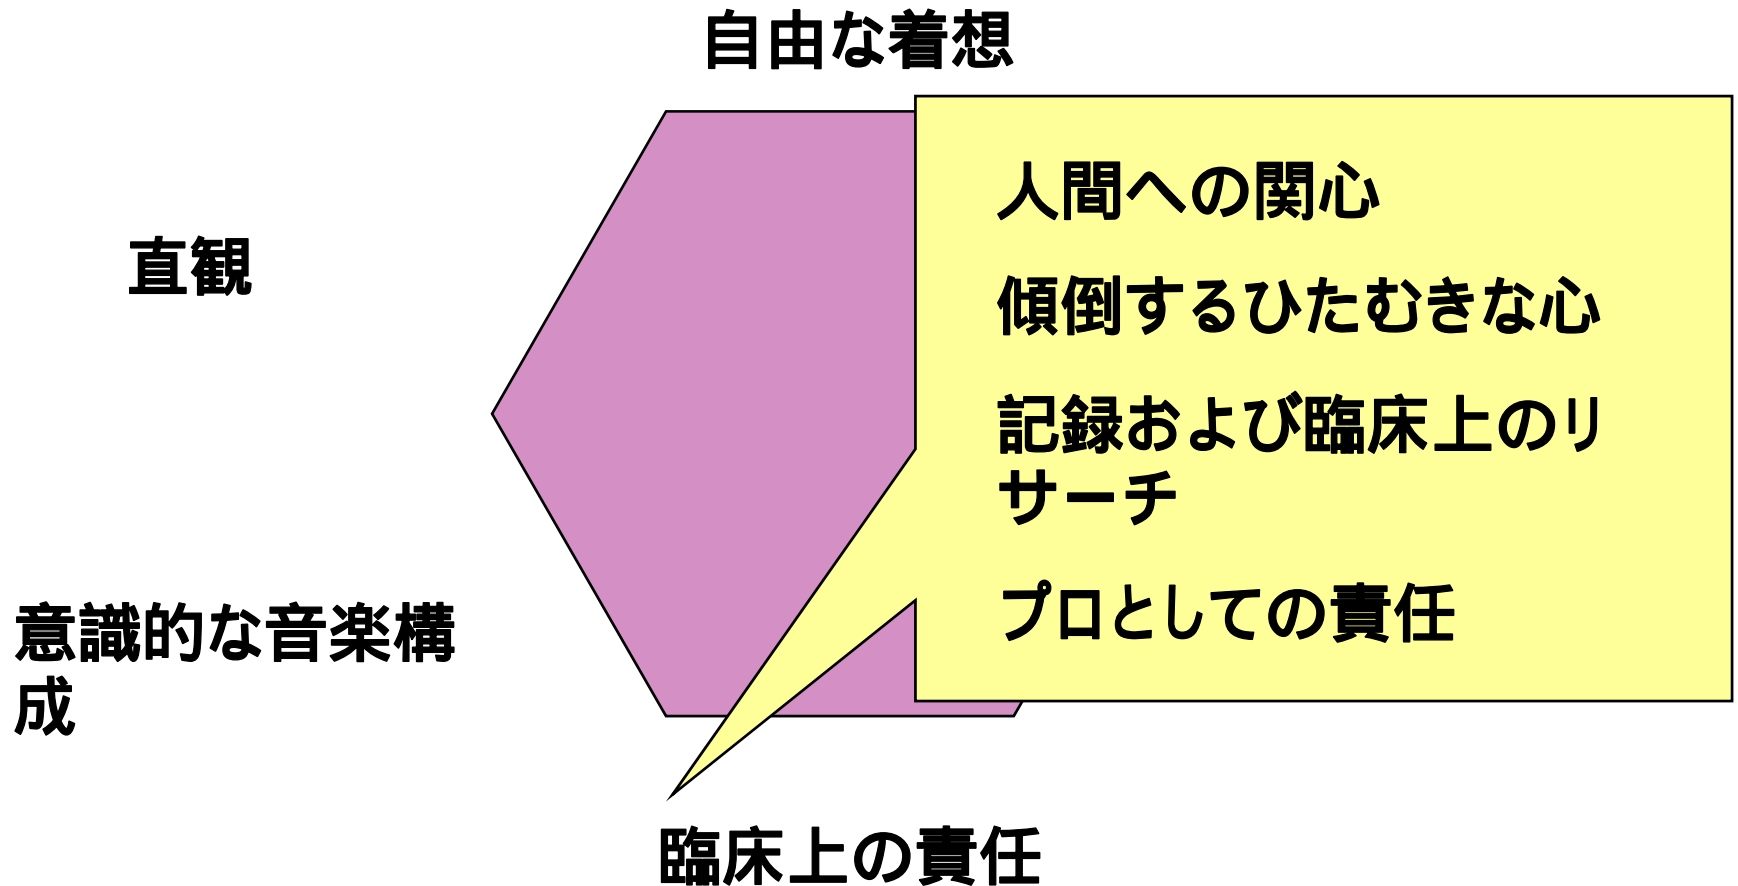 自由な着想
人間への関心
直観
傾倒するひたむきな心
記録および臨床上のリ
サーチ
プロとしての責任
意識的な音楽構
成
臨床上の責任